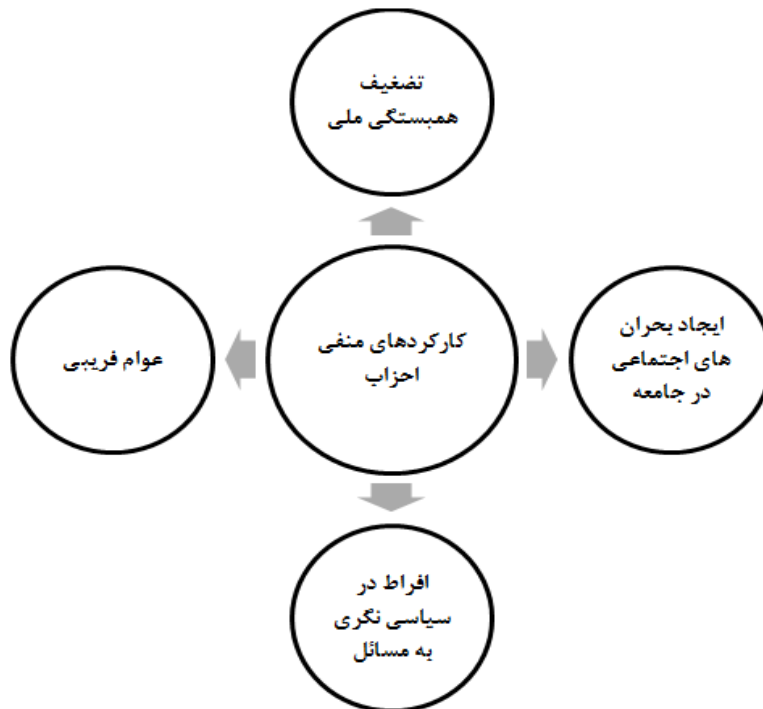 تضغیف
همبستگی ملی
کارکردهای منفی
احزاب
ایجاد بحران
های اجتماعی
در جامعه
عوام فریبی
افراط در
سیاسی نگری
به مسائل